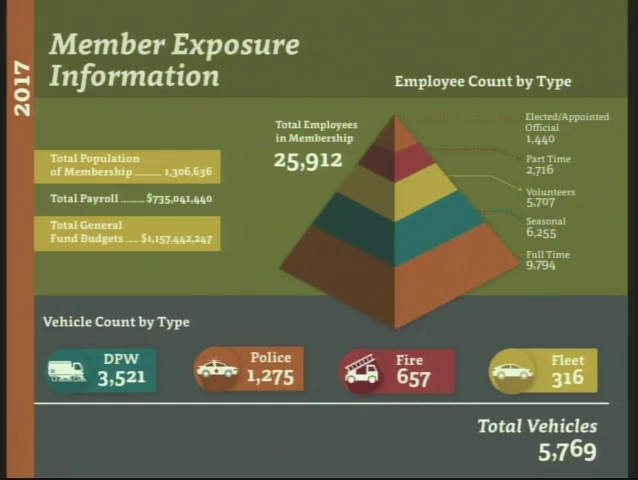 2017
Member Exposure
Information
Employee Count by Type
Total Employees
in Membership
25,912
Elected/Appointed
Official
1,440
Part Time
2,716
Volunteers
5,707
Seasonal
6,255
Full Time
9,794
Total Population
of Membership ........ 1,306,636
Total Payroll ........ $735,041,440
Total General
Fund Budgets .... $1,157,442,247
Vehicle Count by Type
DPW
3,521
Police
1,275
Fire
657
Fleet
316
Total Vehicles
5,769